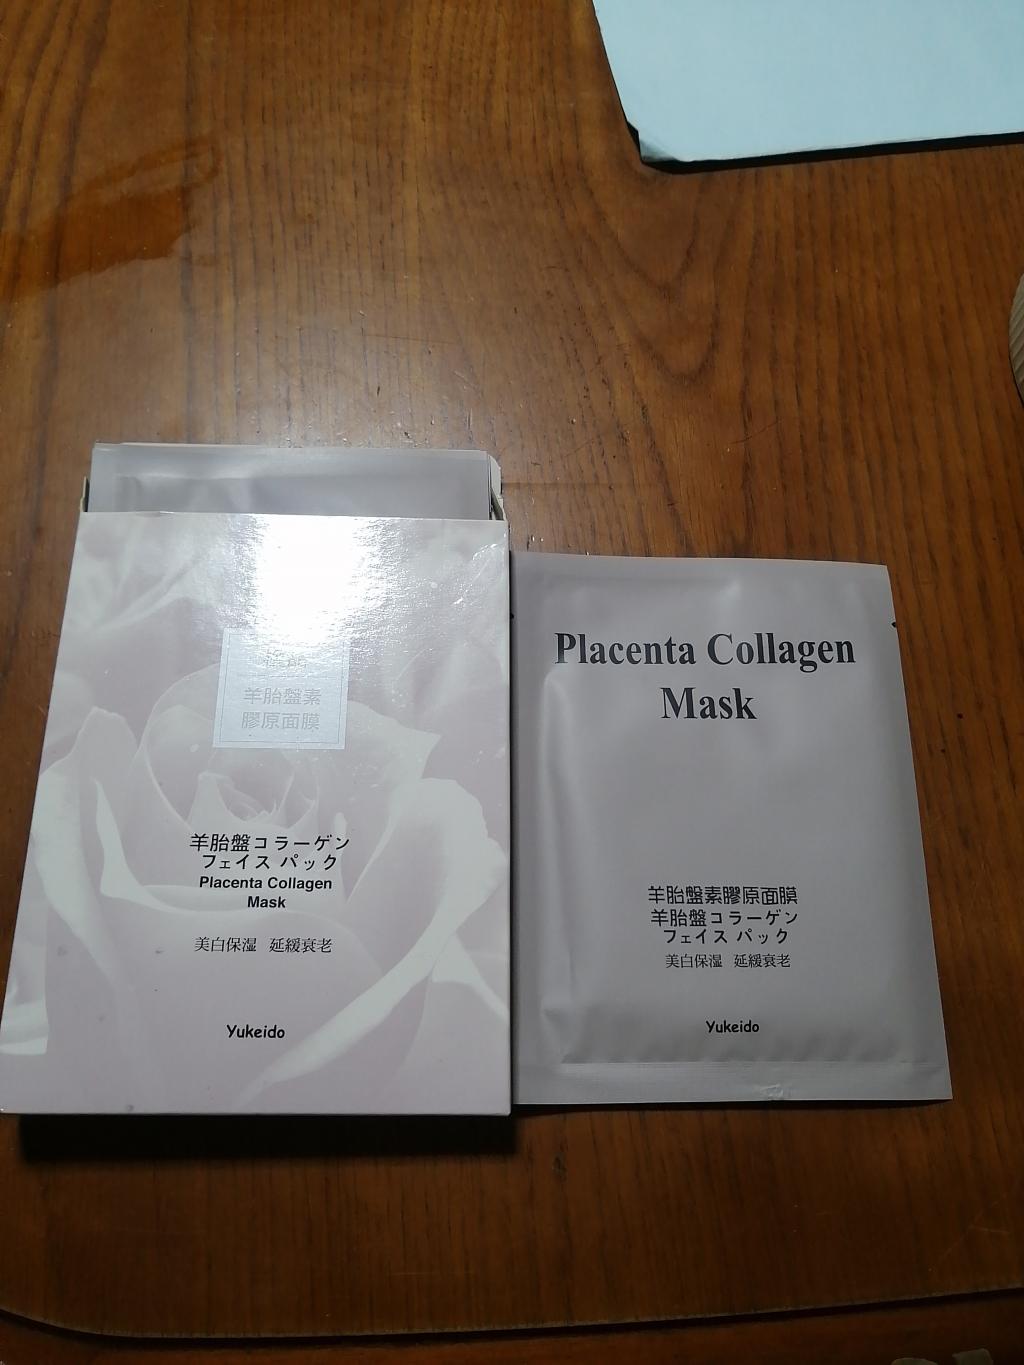 羊胎盤素
膠原面膜
羊胎盤コラーゲン
フェイス パック
Placenta Collagen
Mask
美白保湿 延緩衰老
Yukeido
Placenta Collagen
Mask
羊胎盤素膠原面膜
羊胎盤コラーゲン
フェイス パック
美白保湿 延緩衰老
Yukeido